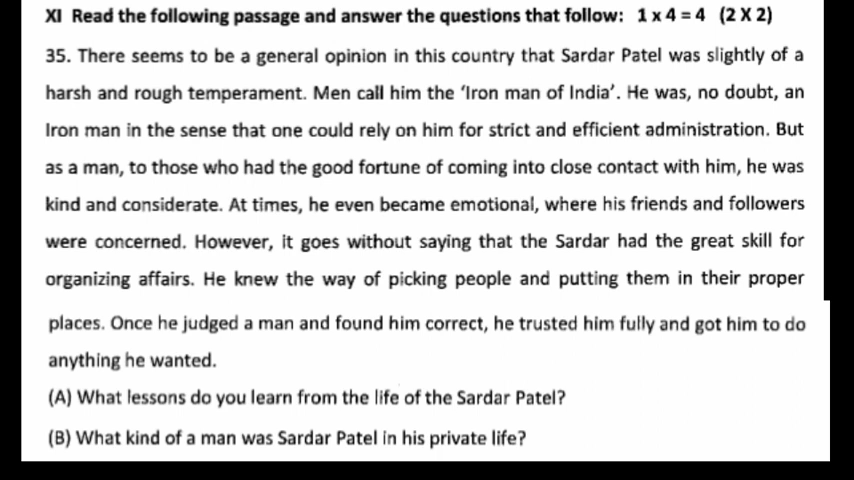 XI Read the following passage and answer the questions that follow: 1 x 4 = 4 (2 X 2)
35. There seems to be a general opinion in this country that Sardar Patel was slightly of a
harsh and rough temperament. Men call him the ‘Iron man of India’. He was, no doubt, an
Iron man in the sense that one could rely on him for strict and efficient administration. But
as a man, to those who had the good fortune of coming into close contact with him, he was
kind and considerate. At times, he even became emotional, where his friends and followers
were concerned. However, it goes without saying that the Sardar had the great skill for
organizing affairs. He knew the way of picking people and putting them in their proper
places. Once he judged a man and found him correct, he trusted him fully and got him to do
anything he wanted.
(A) What lessons do you learn from the life of the Sardar Patel?
(B) What kind of a man was Sardar Patel in his private life?